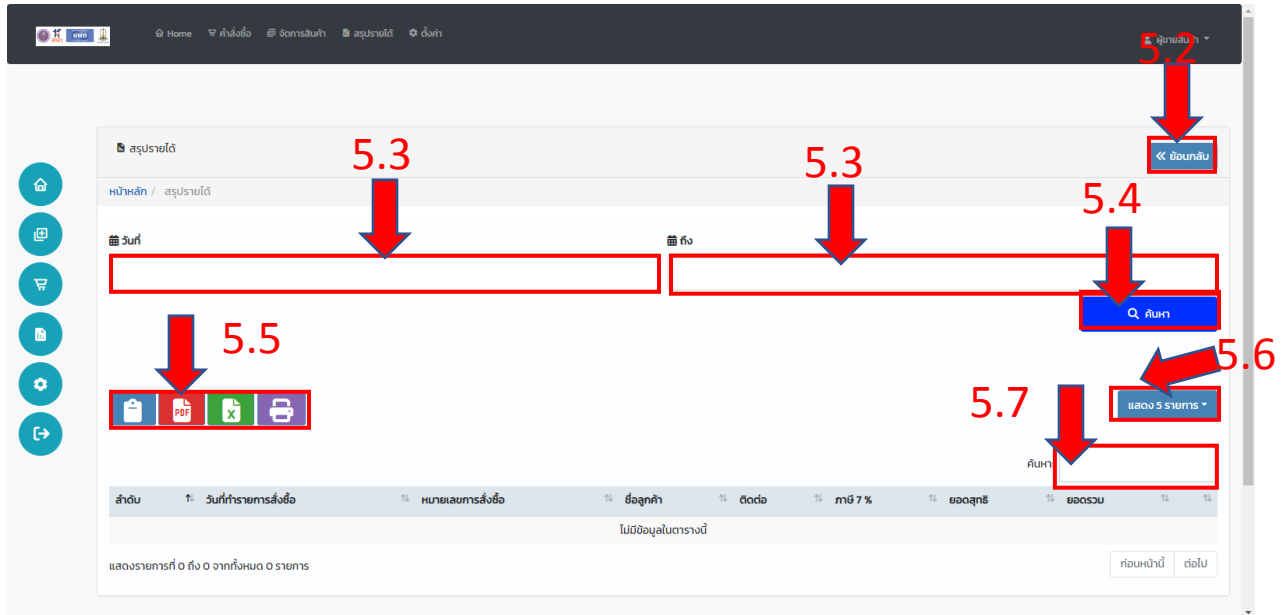 Home คำสั่งซื้อ จัดการสินค้า สรุปรายได้ ตั้งค่า
ผู้ขายสินค้า
5.2
สรุปรายได้
« ย้อนกลับ
5.3
5.3
หน้าหลัก / สรุปรายได้
5.4
วันที่
ถึง
ค้นหา
5.5
5.6
PDF
X
5.7
แสดง 5 รายการ
ค้นหา:
ลำดับ วันที่ทำรายการสั่งซื้อ หมายเลขการสั่งซื้อ ชื่อลูกค้า ติดต่อ ภาษี 7 % ยอดสุทธิ ยอดรวม
ไม่มีข้อมูลในตารางนี้
แสดงรายการที่ 0 ถึง 0 จากทั้งหมด 0 รายการ
ก่อนหน้านี้ ต่อไป